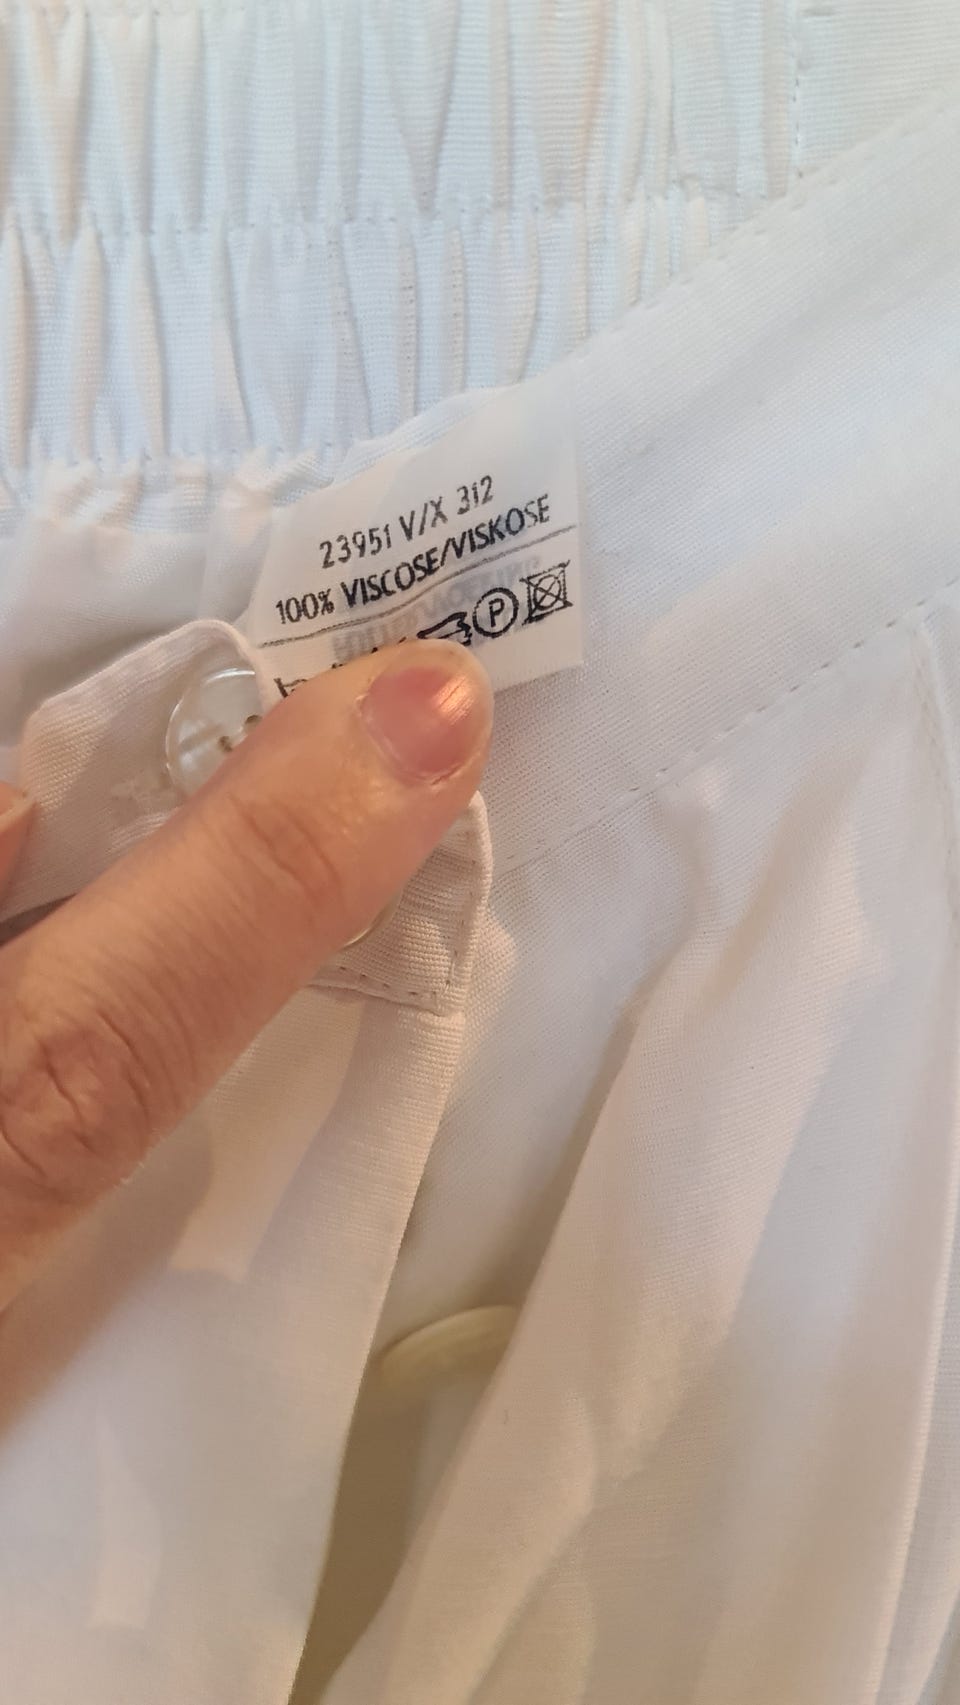 23951 V/X 312
100% VISCOSE/VISKOSE
P